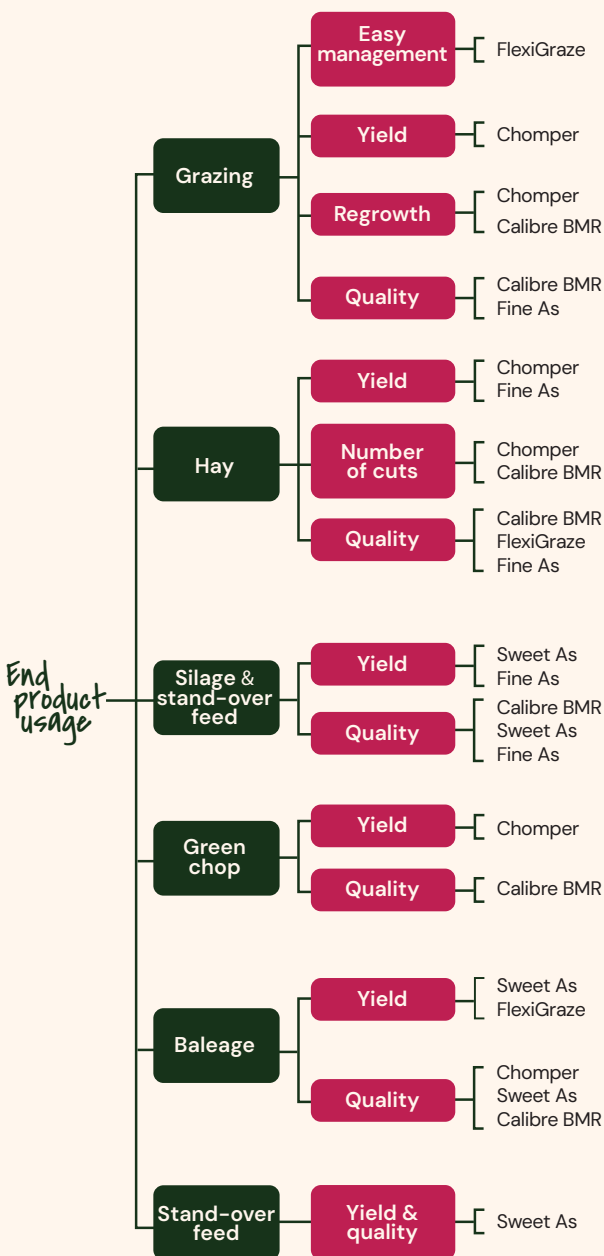 End
product
usage
Grazing
Easy
management
FlexiGraze
Yield
Chomper
Regrowth
Chomper
Calibre BMR
Quality
Calibre BMR
Fine As
Hay
Yield
Chomper
Fine As
Number
of cuts
Chomper
Calibre BMR
Quality
Calibre BMR
FlexiGraze
Fine As
Silage &
stand-over
feed
Yield
Sweet As
Fine As
Quality
Calibre BMR
Sweet As
Fine As
Green
chop
Yield
Chomper
Quality
Calibre BMR
Baleage
Yield
Sweet As
FlexiGraze
Quality
Chomper
Sweet As
Calibre BMR
Stand-over
feed
Yield &
quality
Sweet As